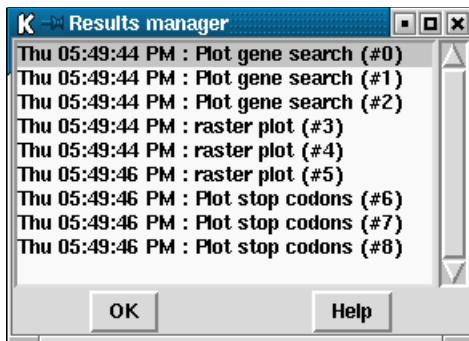 K Results manager
Thu 05:49:44 PM : Plot gene search (#0)
Thu 05:49:44 PM : Plot gene search (#1)
Thu 05:49:44 PM : Plot gene search (#2)
Thu 05:49:44 PM : raster plot (#3)
Thu 05:49:44 PM : raster plot (#4)
Thu 05:49:46 PM : raster plot (#5)
Thu 05:49:46 PM : Plot stop codons (#6)
Thu 05:49:46 PM : Plot stop codons (#7)
Thu 05:49:46 PM : Plot stop codons (#8)
OK Help